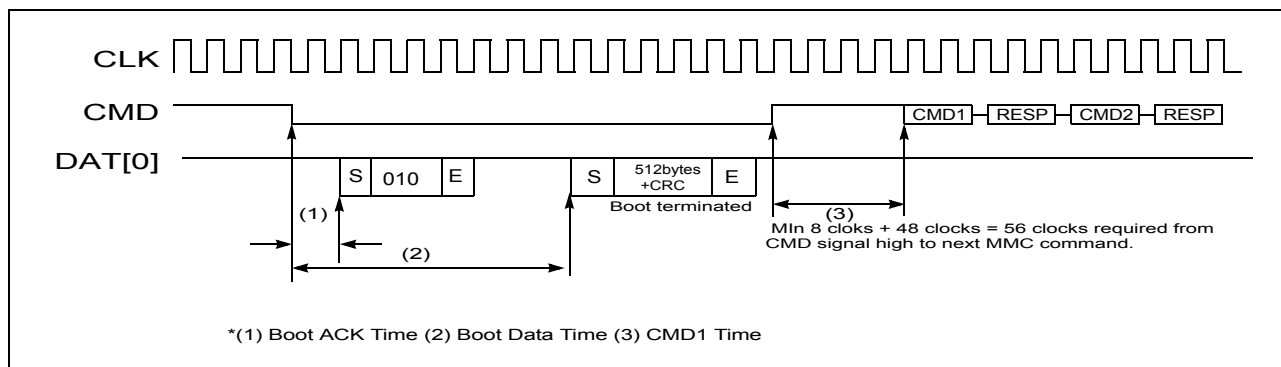 CLK
CMD
CMD1 RESP CMD2 RESP
DAT[0]
S 010 E
S 512bytes +CRC E
Boot terminated
(1)
(2)
(3)
MIn 8 cloks + 48 clocks = 56 clocks required from
CMD signal high to next MMC command.
*(1) Boot ACK Time (2) Boot Data Time (3) CMD1 Time